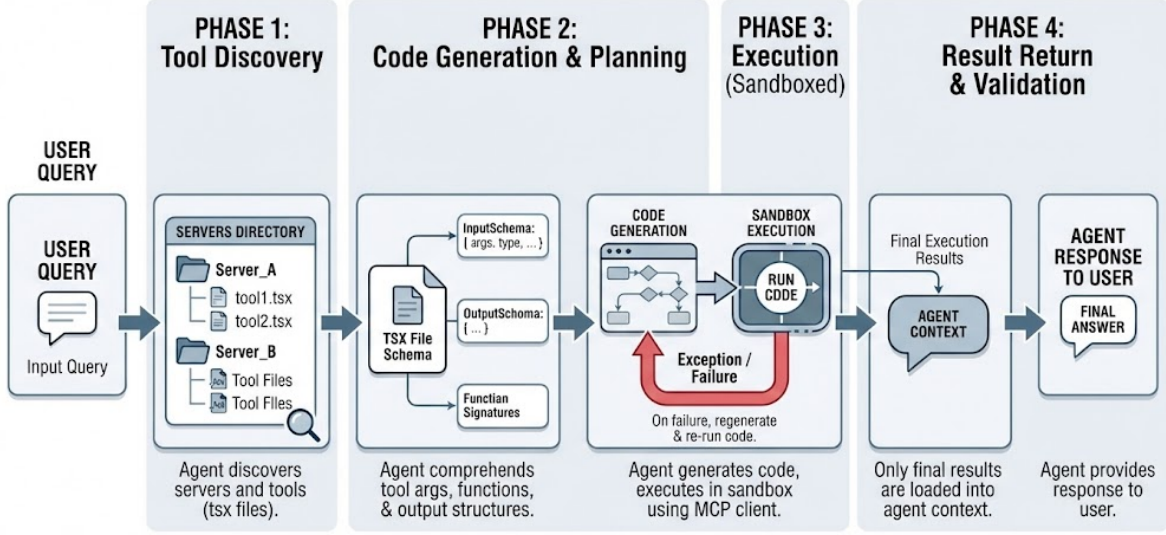 PHASE 1:
Tool Discovery
PHASE 2:
Code Generation & Planning
PHASE 3:
Execution
(Sandboxed)
PHASE 4:
Result Return
& Validation
USER
QUERY
USER
QUERY
Input Query
SERVERS DIRECTORY
Server_A
tool1.tsx
tool2.tsx
Server_B
Tool Files
Tool Files
Agent discovers
servers and tools
(tsx files).
TSX File
Schema
InputSchema:
{ args. type, ... }
OutputSchema:
{ ... }
Functian
Signatures
Agent comprehends
tool args, functions,
& output structures.
CODE
GENERATION
SANDBOX
EXECUTION
RUN
CDDE
Exception /
Failure
On failure, regenerate
& re-run code.
Agent generates code,
executes in sandbox
using MCP client.
Final Execution
Results
AGENT
CONTEXT
Only final results
are loaded into
agent context.
AGENT
RESPONSE
TO USER
FINAL
ANSWER
Agent provides
response to
user.